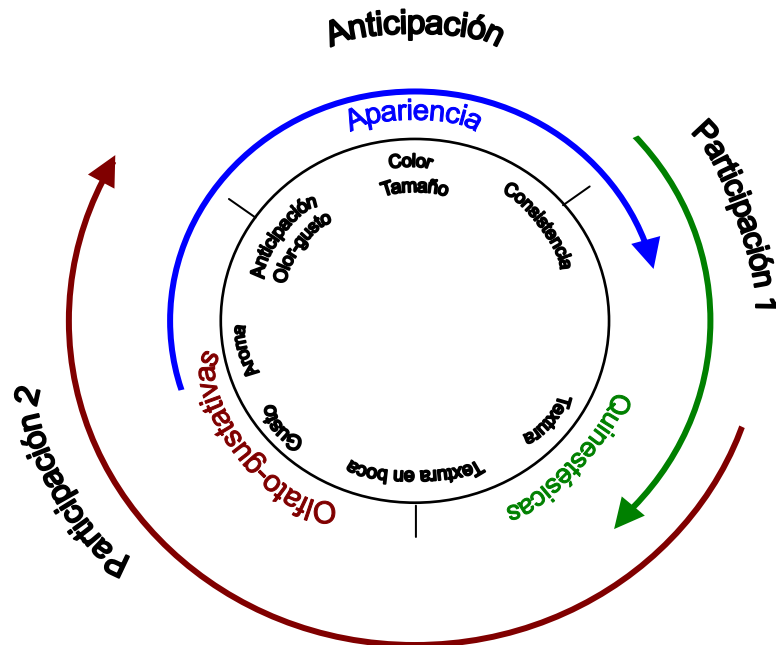 Anticipación
Apariencia
Color
Tamaño
Consistencia
Anticipación
Olor-gusto
Participación 1
Aroma
Gusto
Textura en boca
Textura
Quinestésicas
Olfato-gustativas
Participación 2